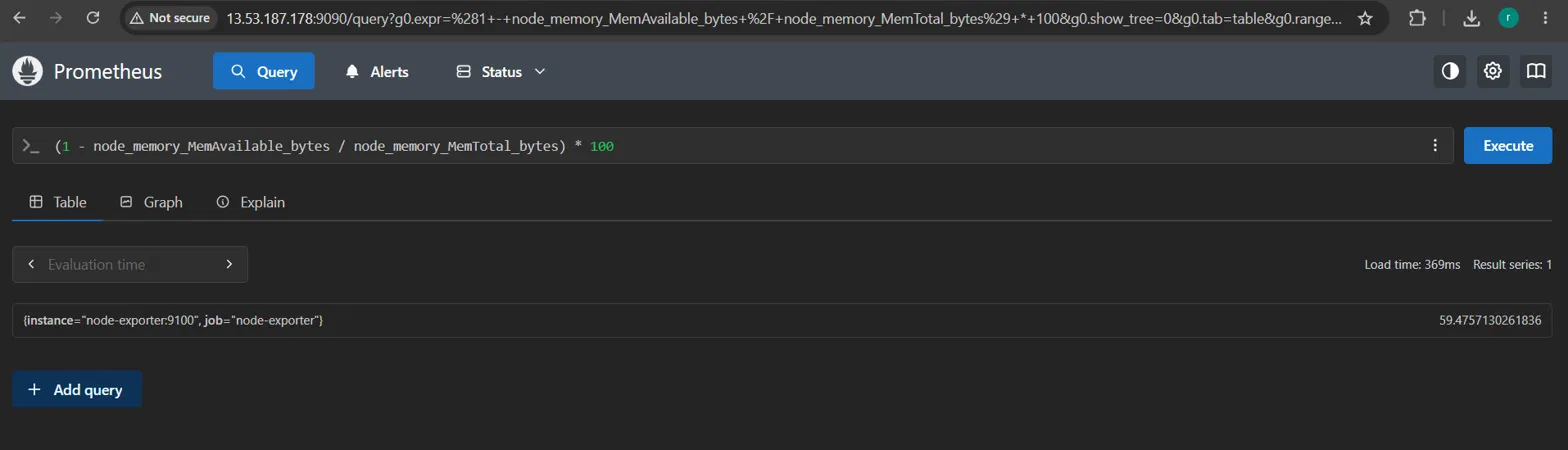 Not secure 13.53.187.178:9090/query?g0.expr=%281+-+node_memory_MemAvailable_bytes+%2F+node_memory_MemTotal_bytes%29+*+100&g0.show_tree=0&g0.tab=table&g0.range... r
Prometheus Query Alerts Status
>_ (1 - node_memory_MemAvailable_bytes / node_memory_MemTotal_bytes) * 100 Execute
Table Graph Explain
< Evaluation time > Load time: 369ms Result series: 1
{instance="node-exporter:9100", job="node-exporter"} 59.4757130261836
+ Add query